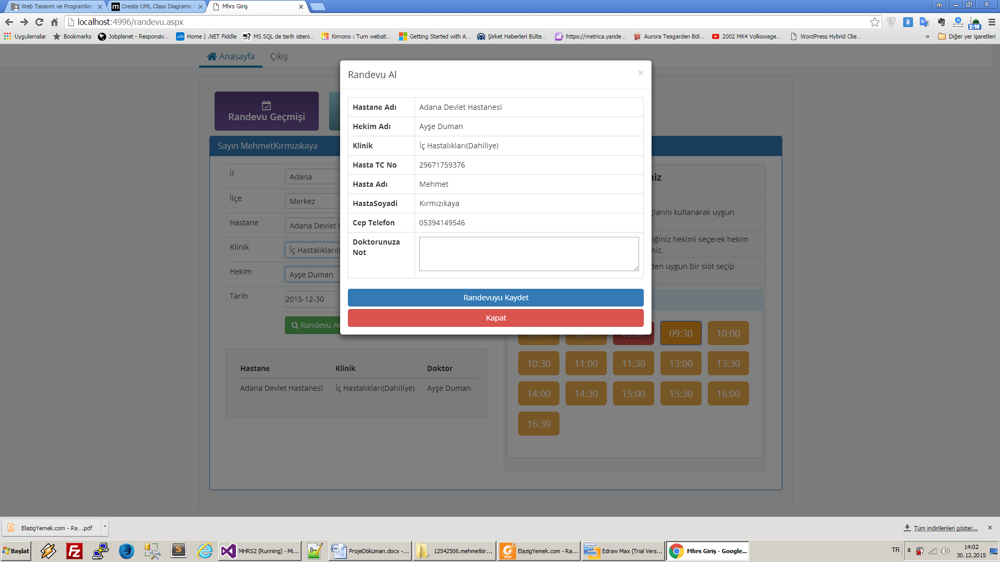 Web Tasarım ve Programlam
Create UML Class Diagrams
Mhrs Giriş
localhost:4996/randevu.aspx
Uygulamalar
Bookmarks
Jobplanet - Responsiv...
Home | .NET Fiddle
MS SQL de tarih isteni...
Kimono : Turn websit...
Getting Started with A...
Şirket Haberleri Bülte...
https://metrica.yande...
Aurora Teagarden Böl...
2002 MK4 Volkswage...
WordPress Hybrid Clie...
»
Diğer yer işaretleri
Anasayfa
Çıkış
Randevu Al
×
Hastane Adı Adana Devlet Hastanesi
Hekim Adı Ayşe Duman
Klinik İç Hastalıkları(Dahiliye)
Hasta TC No 29671759376
Hasta Adı Mehmet
HastaSoyadi Kırmızıkaya
Cep Telefon 05394149546
Doktorunuza
Not
Randevuyu Kaydet
Kapat
Randevu Geçmişi
Sayın MehmetKırmızıkaya
İl Adana
İlçe Merkez
Hastane Adana Devlet
Klinik İç Hastalıkları(
Hekim Ayşe Duman
Tarih 2015-12-30
Randevu Ar
Hastane Klinik Doktor
Adana Devlet Hastanesi İç Hastalıkları(Dahiliye) Ayşe Duman
niz
çlarını kullanarak uygun
iğiniz hekimi seçerek hekim
niz.
den uygun bir slot seçip
08:00 08:30 09:00 09:30 10:00
10:30 11:00 11:30 13:00 13:30
14:00 14:30 15:00 15:30 16:00
16:30
ElazigYemek.com - Ra....pdf
Tüm indirilenleri göster...
Başlat
MHRS2 (Running) - Mi...
ProjeDöküman.docx -...
12542506.mehmetkir...
ElazigYemek.com - Ra...
Edraw Max (Trial Vers...
Mhrs Giriş - Google...
TR
14:02
30.12.2015